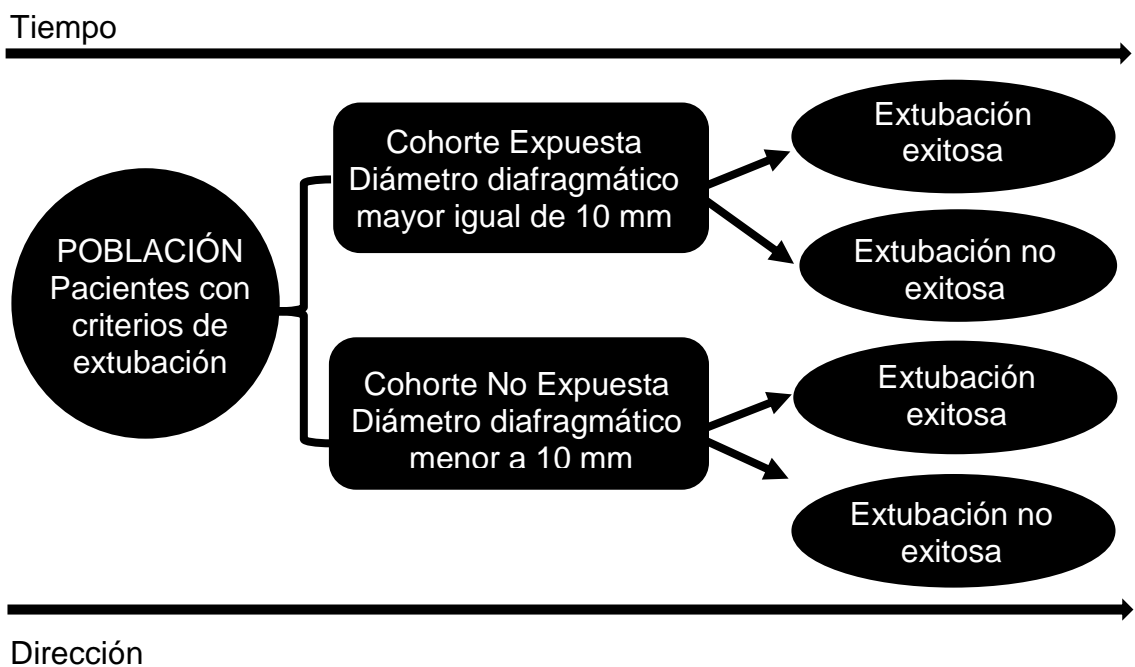 Tiempo
POBLACIÓN
Pacientes con
criterios de
extubación
Cohorte Expuesta
Diámetro diafragmático
mayor igual de 10 mm
Extubación
exitosa
Extubación no
exitosa
Cohorte No Expuesta
Diámetro diafragmático
menor a 10 mm
Extubación
exitosa
Extubación no
exitosa
Dirección